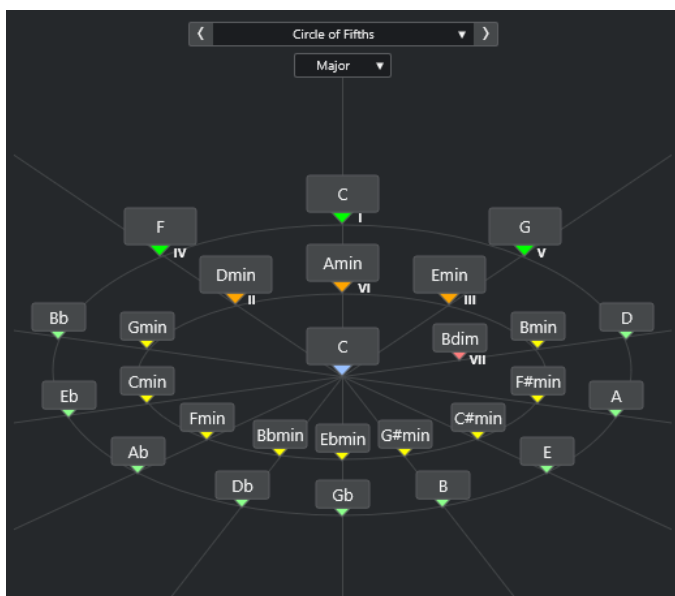 Circle of Fifths
Major
C
I
F
IV
G
V
Dmin
II
Amin
VI
Emin
III
Bb
Gmin
C
Bdim
VII
Bmin
D
Eb
Cmin
F#min
A
Fmin
Bbmin
Ebmin
G#min
C#min
Ab
E
Db
Gb
B